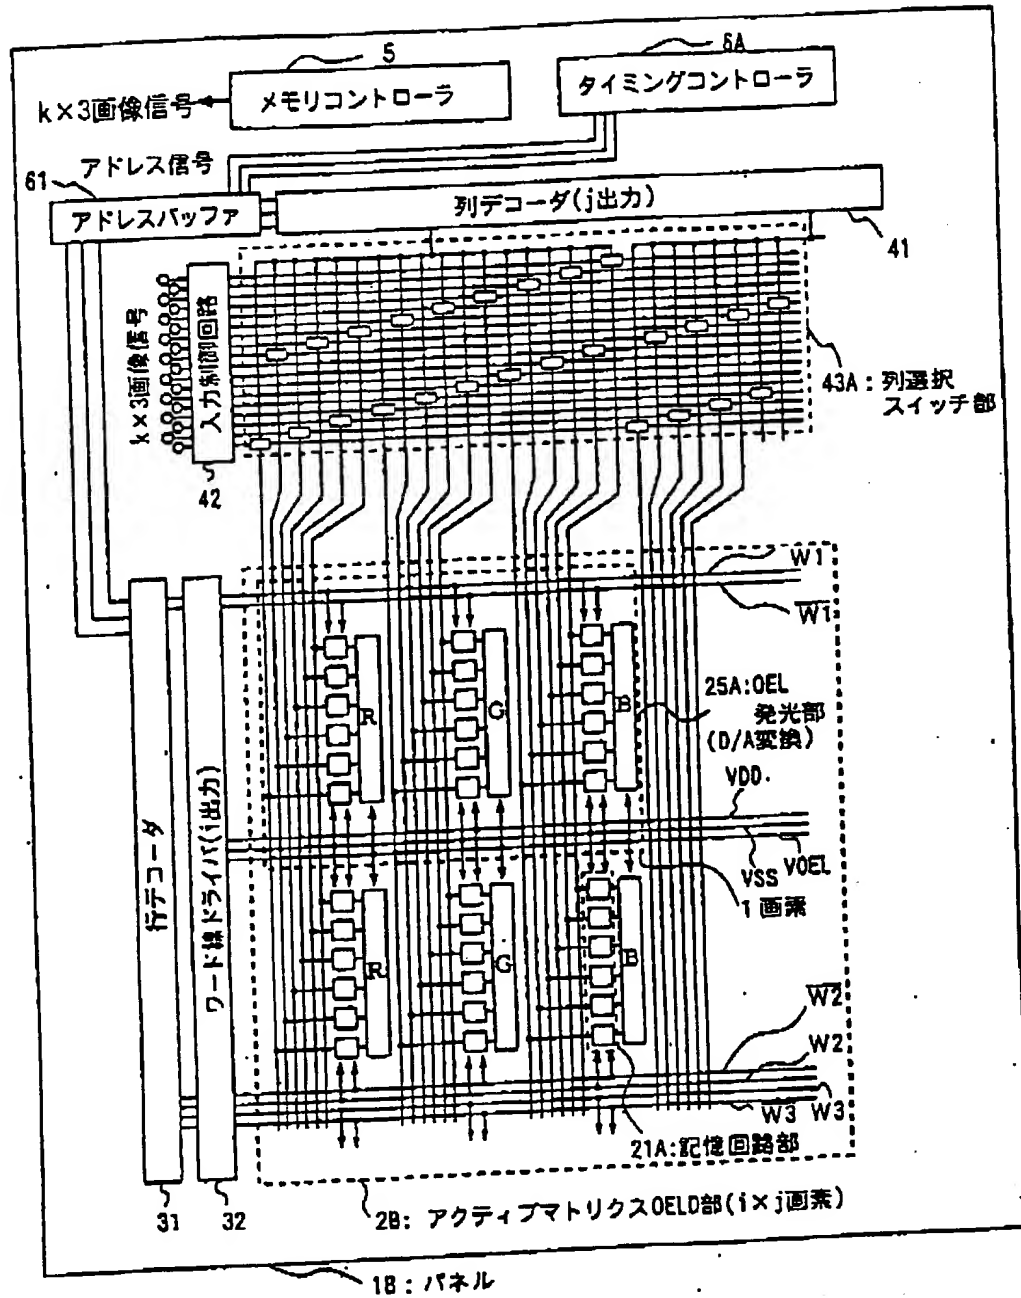 5
6A
メモリコントローラ
タイミングコントローラ
k×3画像信号
アドレス信号
61
アドレスバッファ
列デコーダ(j出力)
41
k×3画像信号
入力制御回路
43A:列選択
スイッチ部
42
W1
W1
25A:OEL
発光部
(D/A変換)
R
G
B
VDD
VSS
VOEL
1画素
行デコーダ
ワード線ドライバ(i出力)
R
G
B
W2
W2
W3
W3
21A:記憶回路部
31
32
2B:アクティブマトリクスOELD部(i×j画素)
1B:パネル